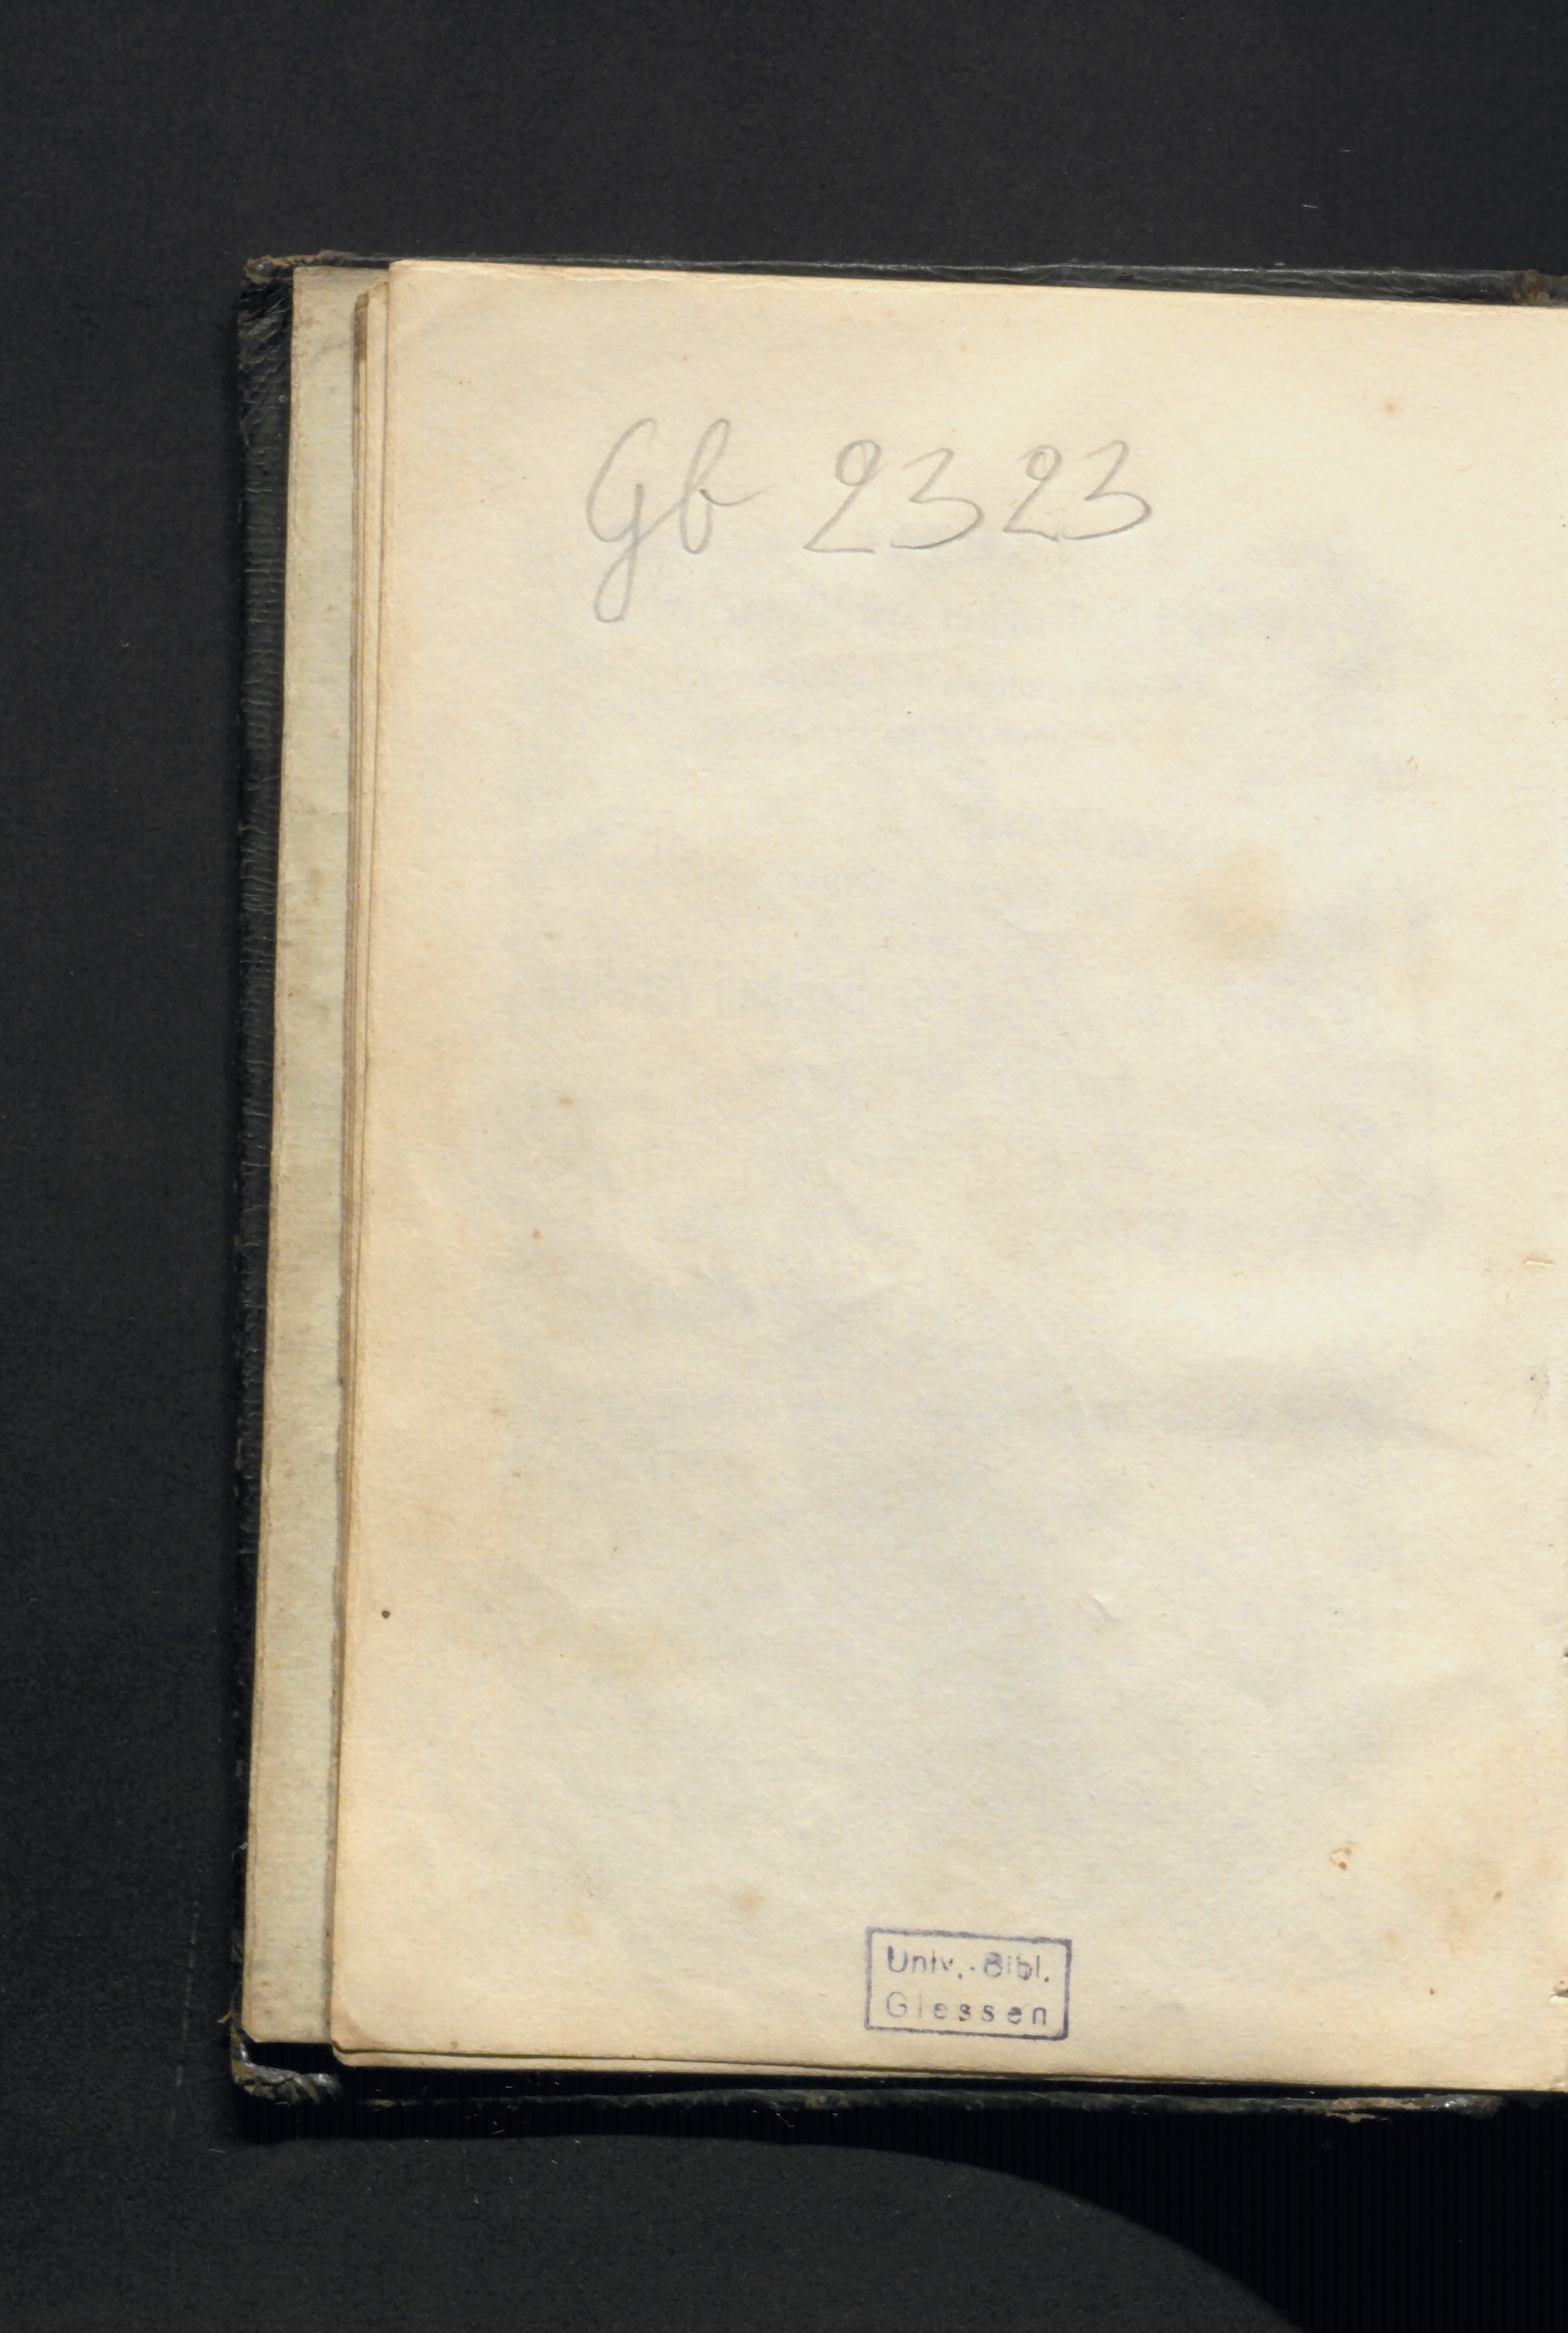 Gb 2323
Univ.-Bibl.
Giessen